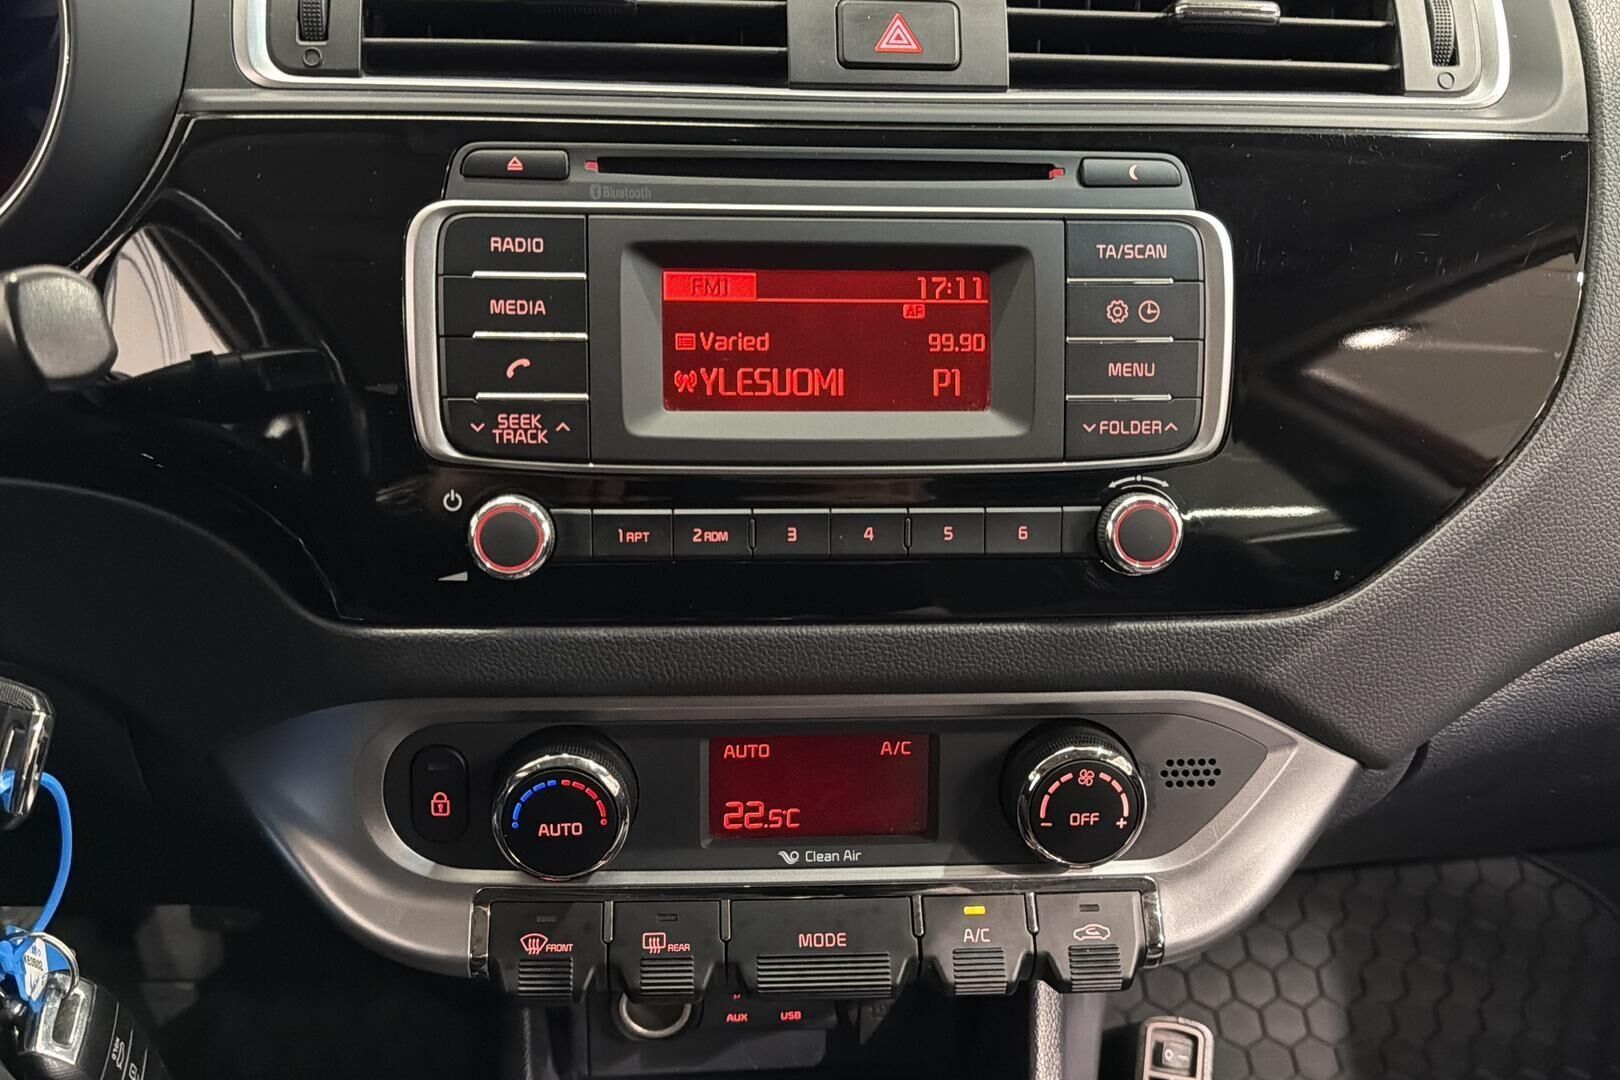 Bluetooth
RADIO
MEDIA
SEEK
TRACK
FM1 17:11
AF
Varied 99.90
YLESUOMI P1
TA/SCAN
MENU
FOLDER
1 RPT 2 RDM 3 4 5 6
AUTO
AUTO A/C
22.5°C
OFF
- +
Clean Air
FRONT
REAR
MODE
A/C
AUX USB
HOLD